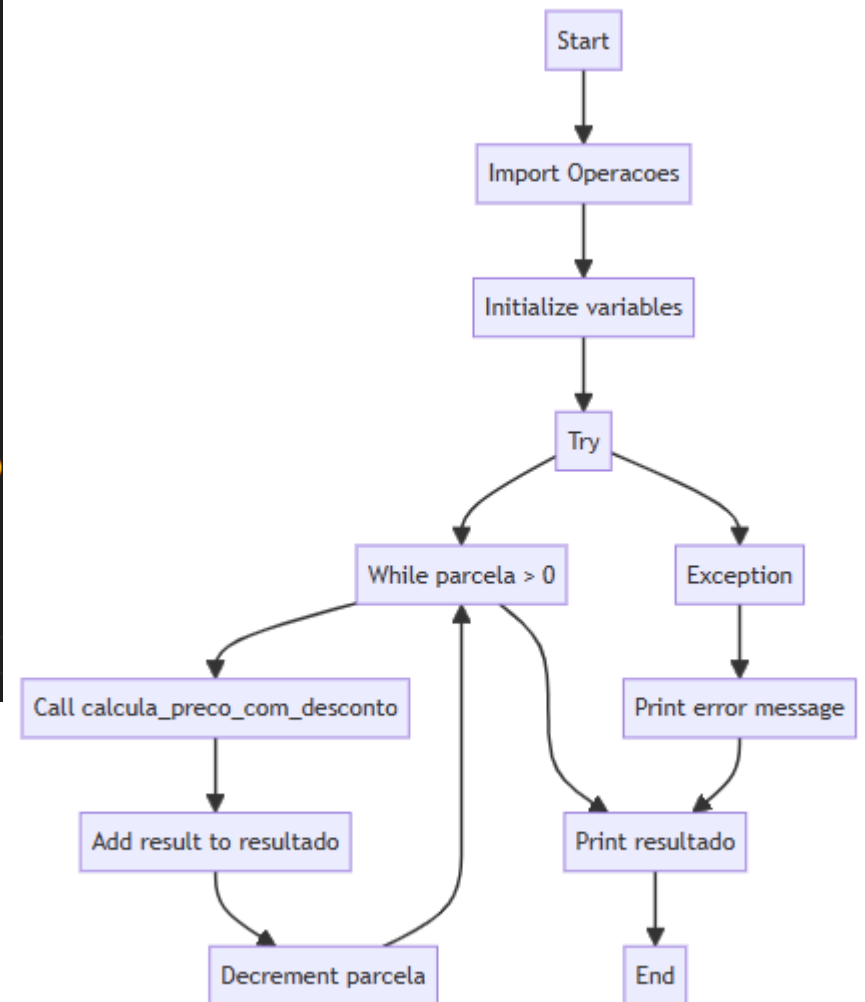 Start
Import Operacoes
Initialize variables
Try
While parcela > 0
Exception
Call calcula_preco_com_desconto
Print error message
Add result to resultado
Print resultado
Decrement parcela
End